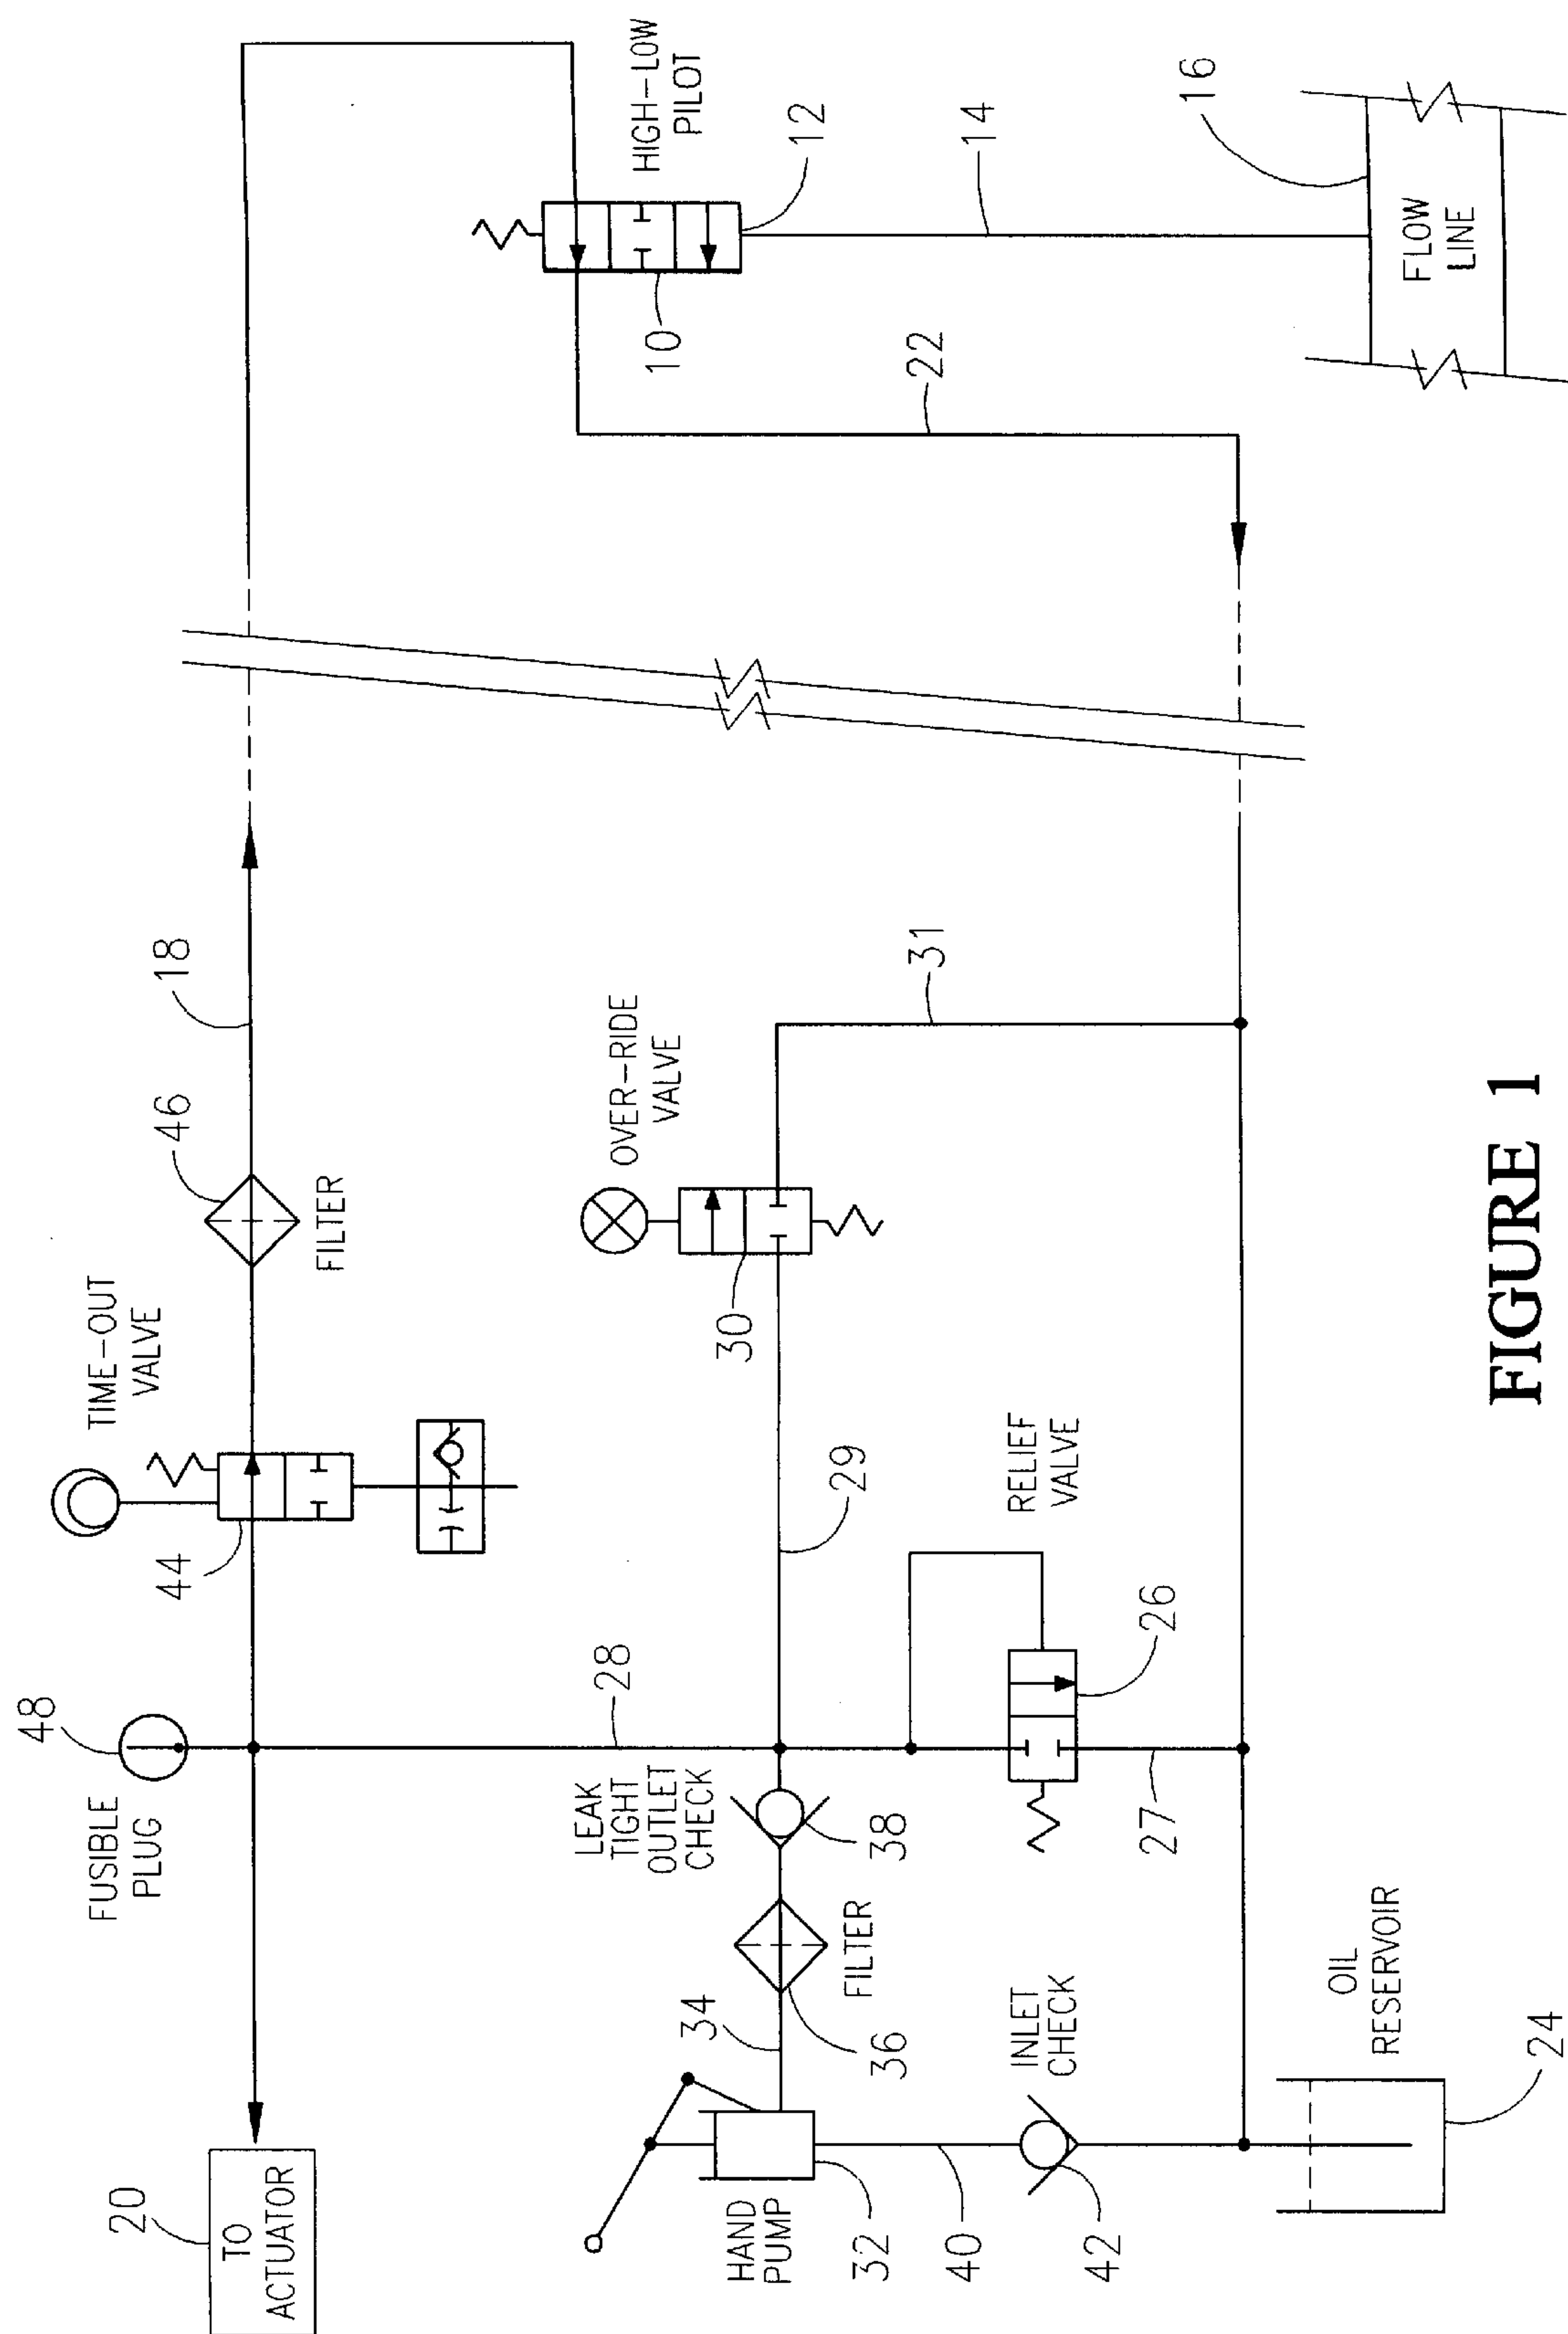 20
TO
ACTUATOR
48
FUSIBLE
PLUG
44
TIME-OUT
VALVE
46
FILTER
18
HIGH-LOW
PILOT
10
12
14
22
16
FLOW
LINE
28
LEAK
TIGHT
OUTLET
CHECK
38
HAND
PUMP
32
34
36
FILTER
29
30
OVER-RIDE
VALVE
31
40
42
INLET
CHECK
27
26
RELIEF
VALVE
24
OIL
RESERVOIR
FIGURE 1